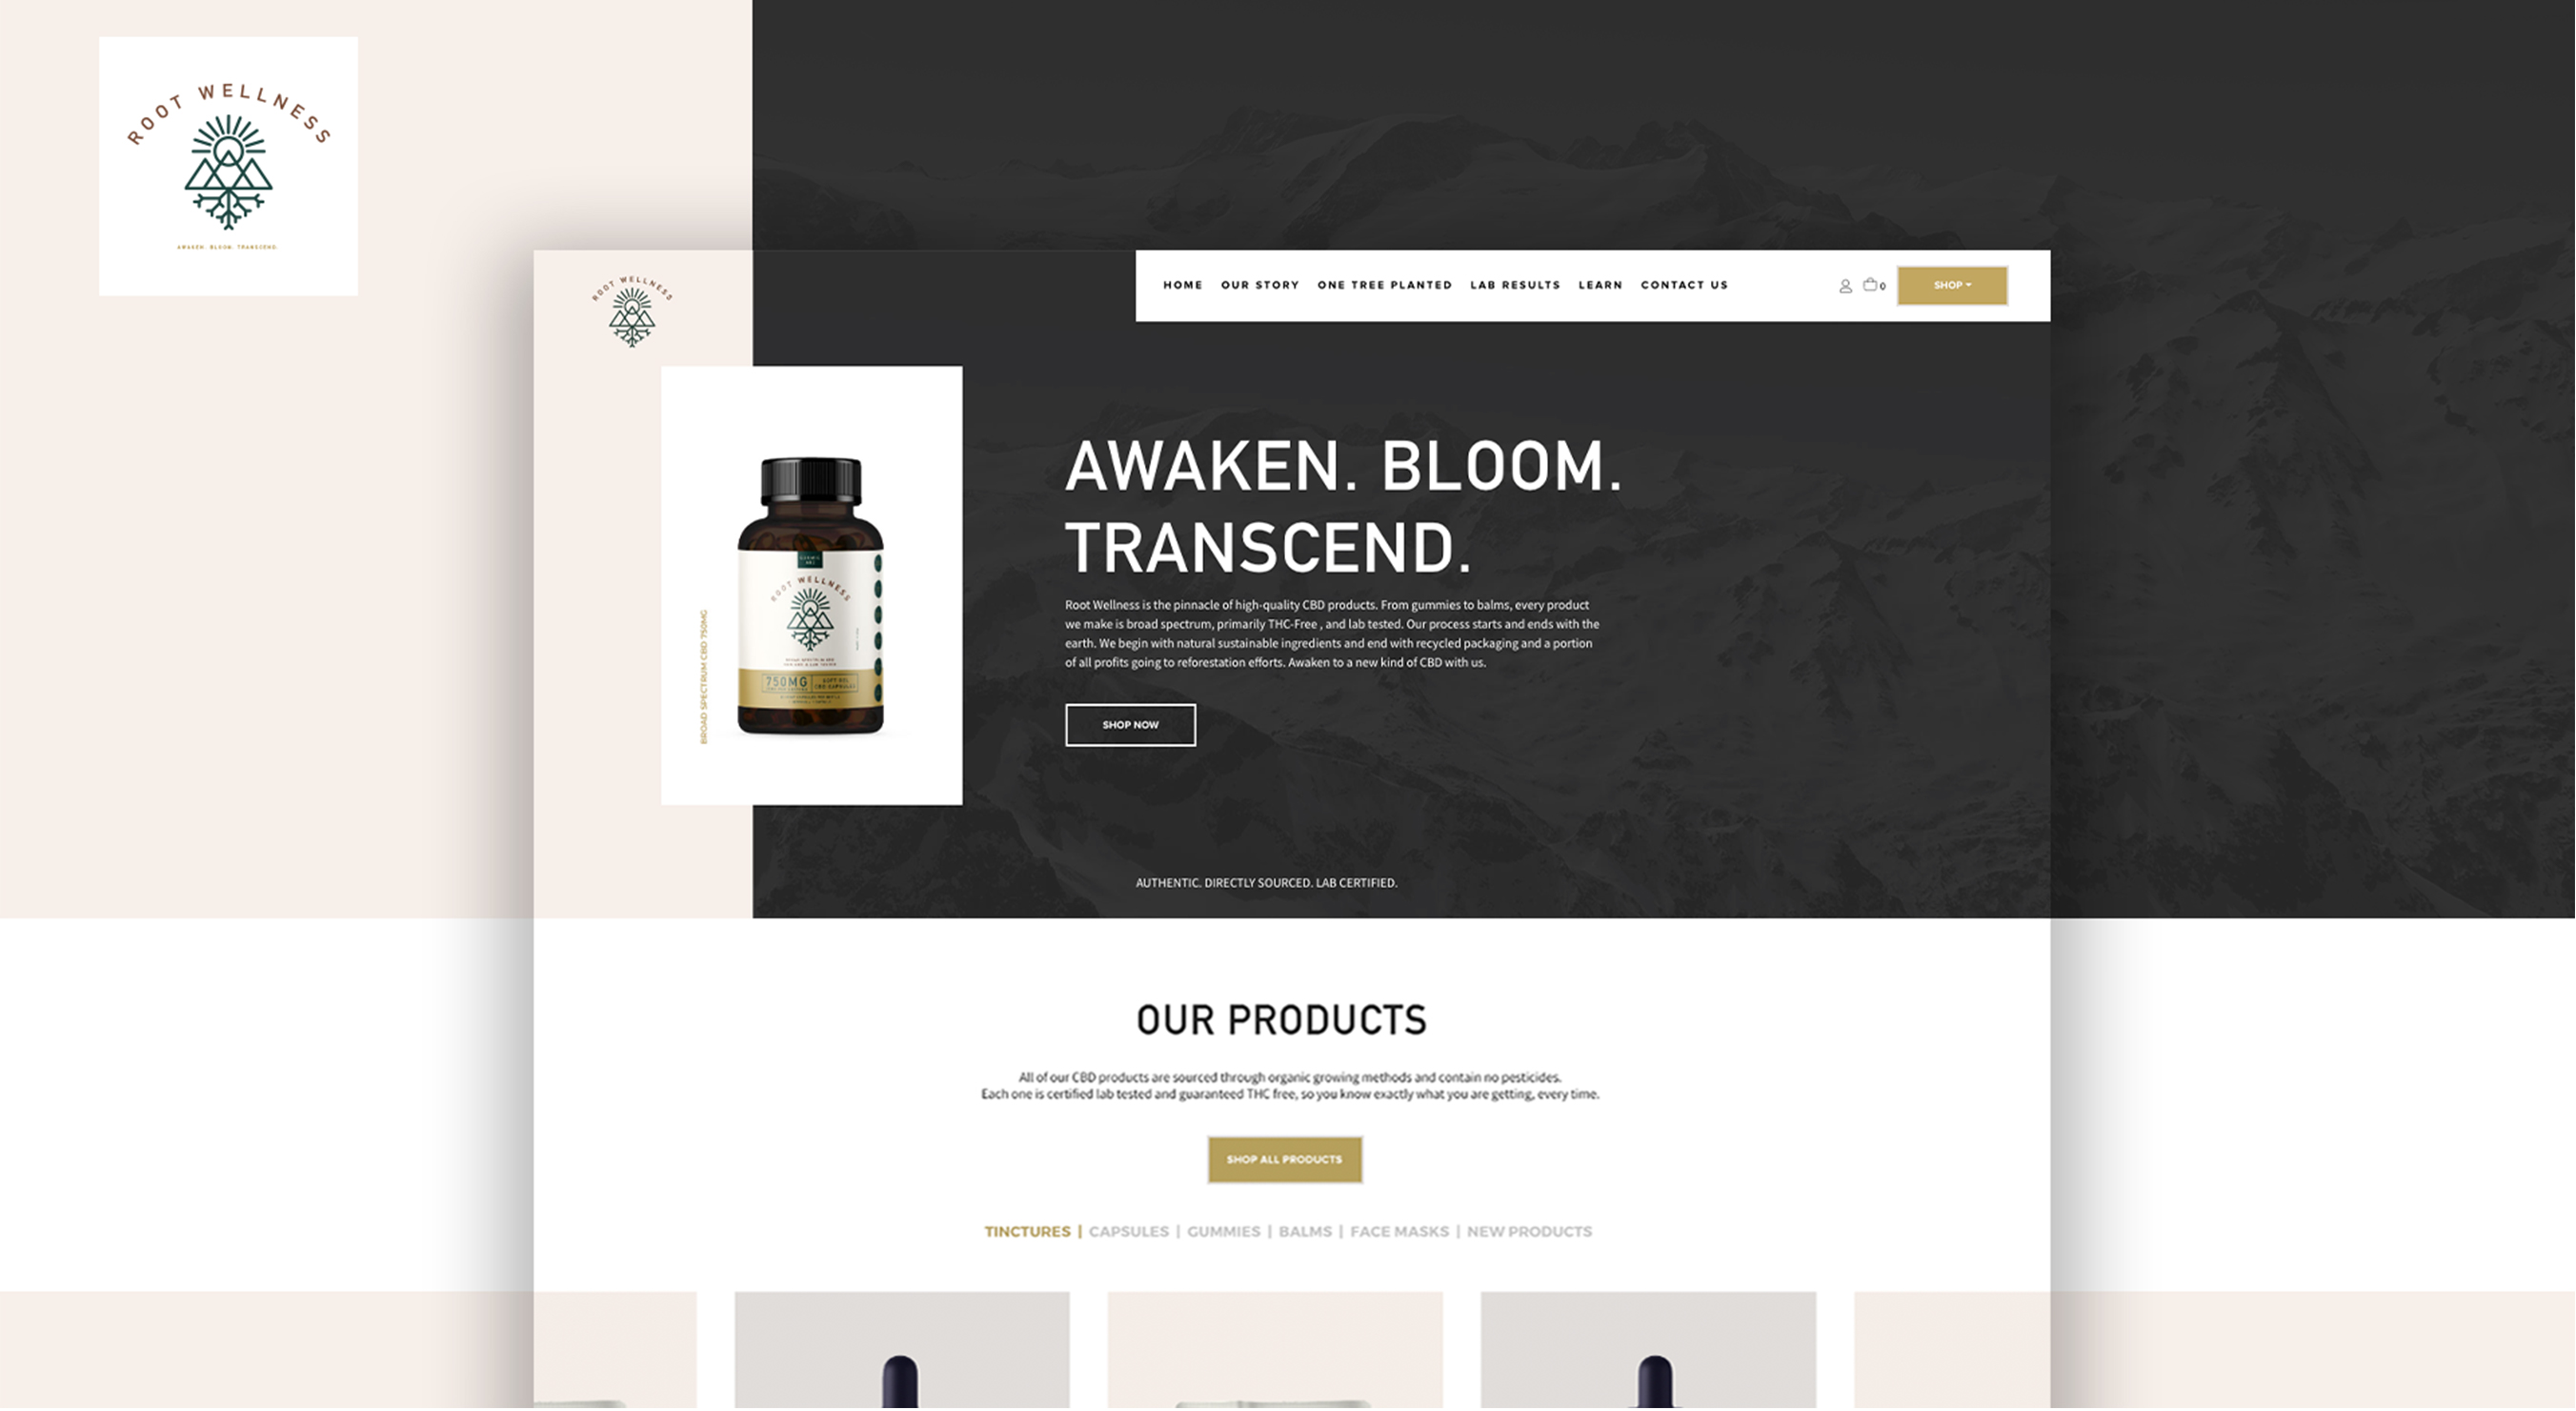 ROOT WELLNESS
AWAKEN. BLOOM. TRANSCEND.
ROOT WELLNESS
HOME OUR STORY ONE TREE PLANTED LAB RESULTS LEARN CONTACT US 0 SHOP
AWAKEN. BLOOM.
TRANSCEND.
Root Wellness is the pinnacle of high-quality CBD products. From gummies to balms, every product
we make is broad spectrum, primarily THC-Free , and lab tested. Our process starts and ends with the
earth. We begin with natural sustainable ingredients and end with recycled packaging and a portion
of all profits going to reforestation efforts. Awaken to a new kind of CBD with us.
SHOP NOW
BROAD SPECTRUM CBD 750MG
ROOT WELLNESS
750MG
SOFT GEL
CBD CAPSULES
AUTHENTIC. DIRECTLY SOURCED. LAB CERTIFIED.
OUR PRODUCTS
All of our CBD products are sourced through organic growing methods and contain no pesticides.
Each one is certified lab tested and guaranteed THC free, so you know exactly what you are getting, every time.
SHOP ALL PRODUCTS
TINCTURES | CAPSULES | GUMMIES | BALMS | FACE MASKS | NEW PRODUCTS